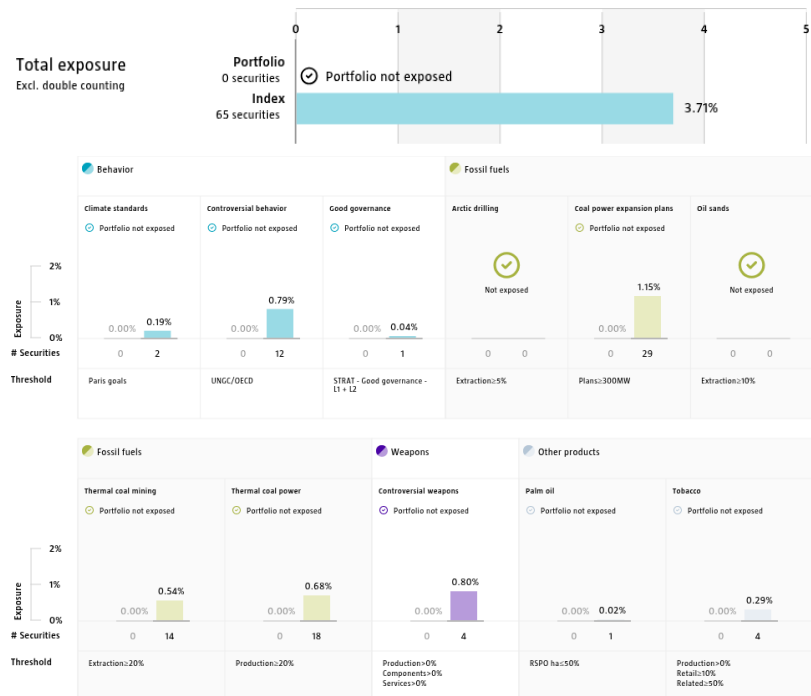 0 1 2 3 4 5
Total exposure
Excl. double counting
Portfolio
0 securities
Portfolio not exposed
Index
65 securities
3.71%
Behavior
Fossil fuels
Climate standards
Controversial behavior
Good governance
Arctic drilling
Coal power expansion plans
Oil sands
Portfolio not exposed
Portfolio not exposed
Portfolio not exposed
Portfolio not exposed
Not exposed
Not exposed
Exposure
2%
1%
0%
0.00% 0.19%
0.00% 0.79%
0.00% 0.04%
0.00% 1.15%
# Securities
0 2
0 12
0 1
0 0
0 29
0 0
Threshold
Paris goals
UNGC/OECD
STRAT - Good governance -
L1 + L2
Extraction≥5%
Plans≥300MW
Extraction≥10%
Fossil fuels
Weapons
Other products
Thermal coal mining
Thermal coal power
Controversial weapons
Palm oil
Tobacco
Portfolio not exposed
Portfolio not exposed
Portfolio not exposed
Portfolio not exposed
Portfolio not exposed
Exposure
2%
1%
0%
0.00% 0.54%
0.00% 0.68%
0.00% 0.80%
0.00% 0.02%
0.00% 0.29%
# Securities
0 14
0 18
0 4
0 1
0 4
Threshold
Extraction≥20%
Production≥20%
Production>0%
Components>0%
Services>0%
RSPO ha≤50%
Production>0%
Retail≥10%
Related≥50%